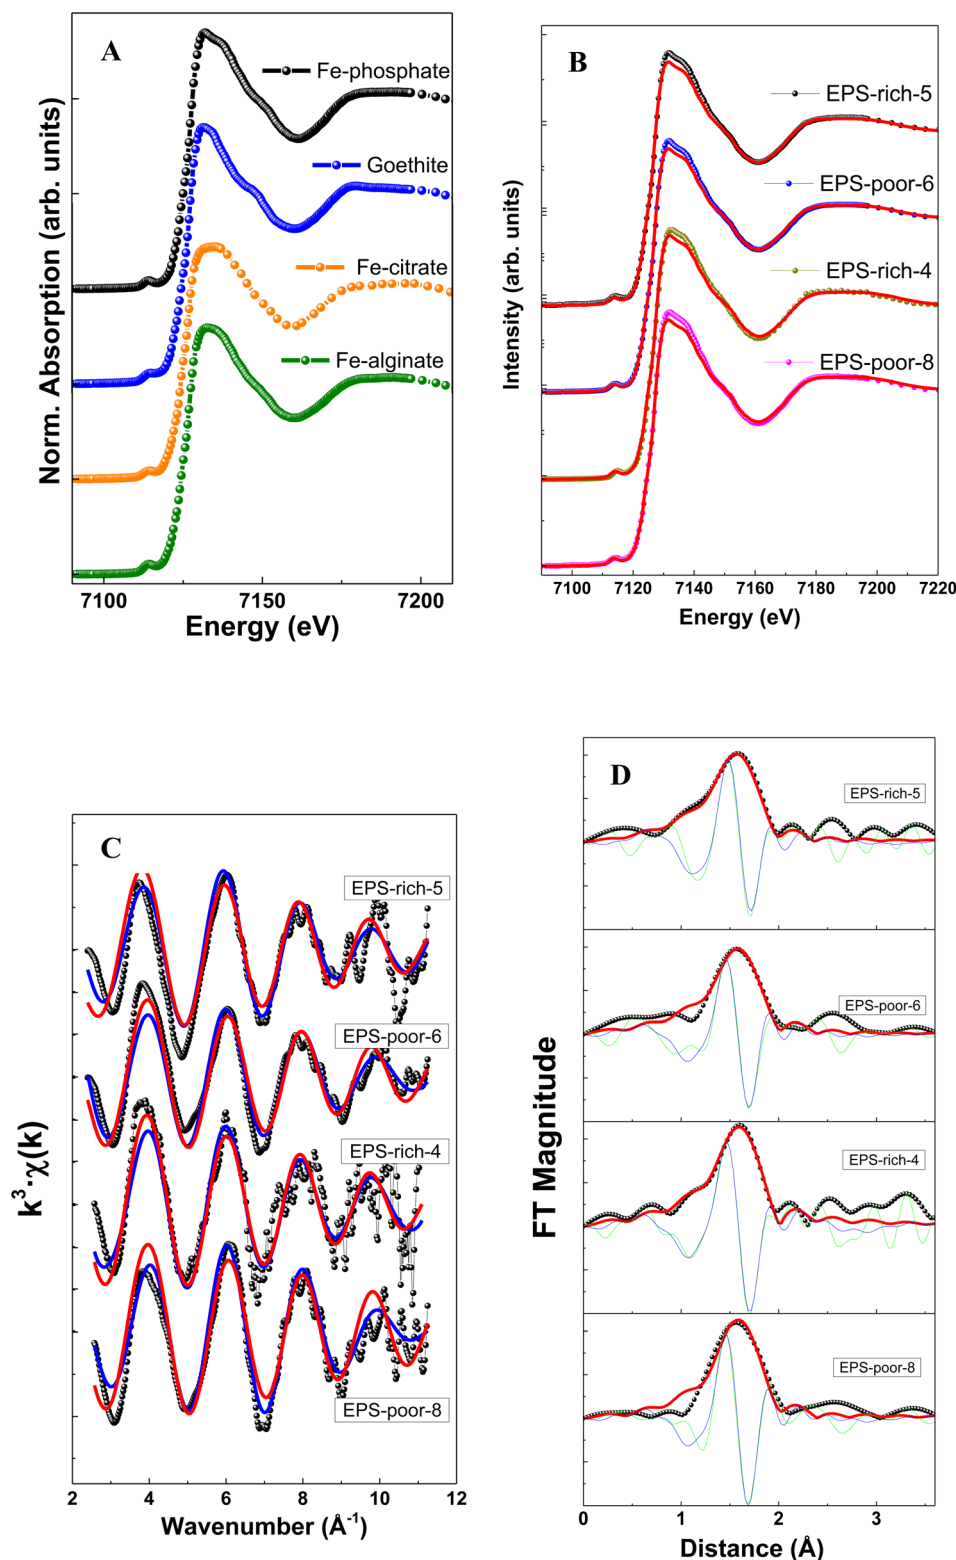 A
Fe-phosphate
Goethite
Fe-citrate
Fe-alginate
Norm. Absorption (arb. units)
7100 7150 7200
Energy (eV)
B
EPS-rich-5
EPS-poor-6
EPS-rich-4
EPS-poor-8
Intensity (arb. units)
7100 7120 7140 7160 7180 7200 7220
Energy (eV)
C
EPS-rich-5
EPS-poor-6
EPS-rich-4
EPS-poor-8
k³·χ(k)
2 4 6 8 10 12
Wavenumber (Å⁻¹)
D
EPS-rich-5
EPS-poor-6
EPS-rich-4
EPS-poor-8
FT Magnitude
0 1 2 3
Distance (Å)